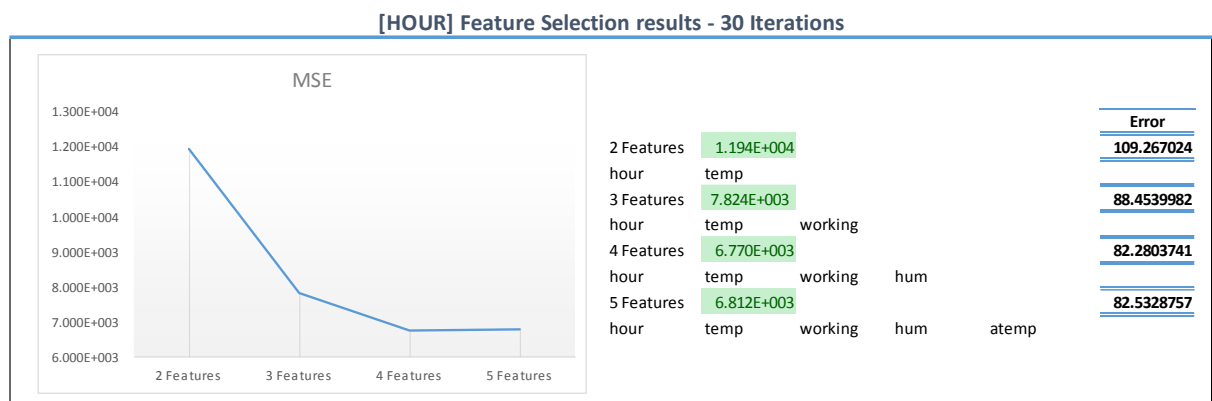 [HOUR] Feature Selection results - 30 Iterations
MSE
1.300E+004
1.200E+004
1.100E+004
1.000E+004
9.000E+003
8.000E+003
7.000E+003
6.000E+003
2 Features 3 Features 4 Features 5 Features
Error
2 Features 1.194E+004 109.267024
hour temp
3 Features 7.824E+003 88.4539982
hour temp working
4 Features 6.770E+003 82.2803741
hour temp working hum
5 Features 6.812E+003 82.5328757
hour temp working hum atemp